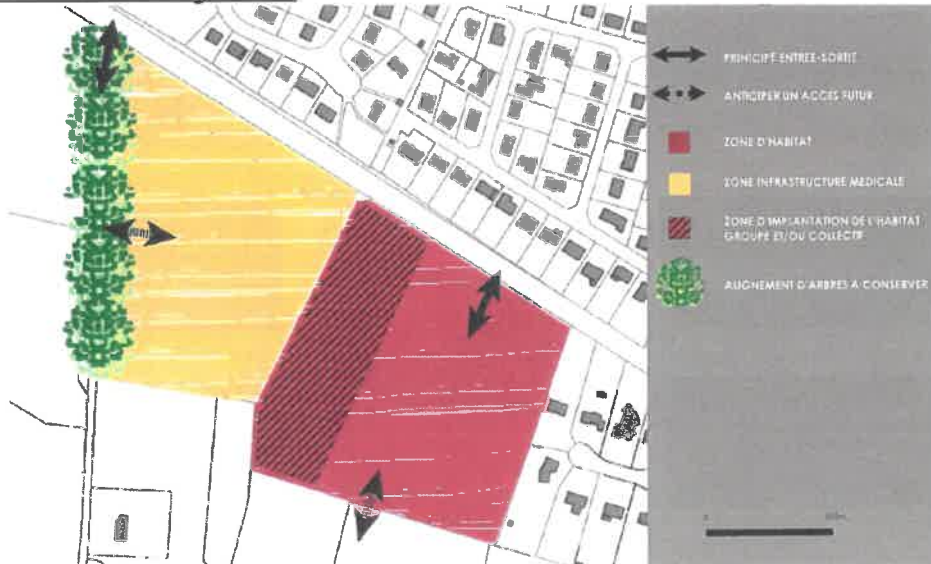 PRINCIPE ENTREE-SORTIE
ANTICIPER UN ACCES FUTUR
ZONE D'HABITAT
ZONE INFRASTRUCTURE MEDICALE
ZONE D'IMPLANTATION DE L'HABITAT
GROUPE ET/OU COLLECTIF
ALIGNEMENT D'ARBRES A CONSERVER